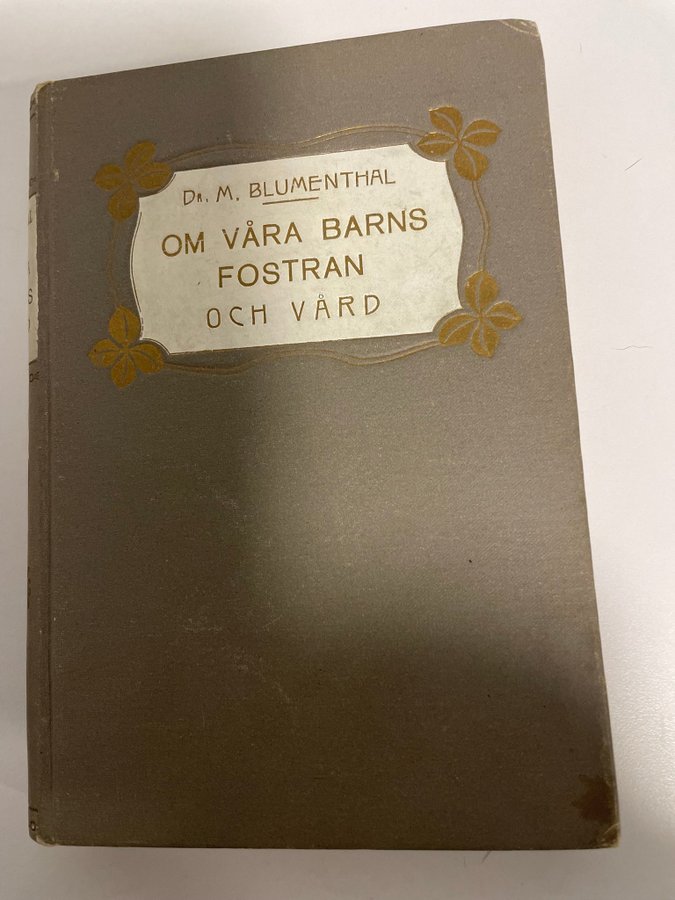 DR. M. BLUMENTHAL
OM VÅRA BARNS
FOSTRAN
OCH VÅRD